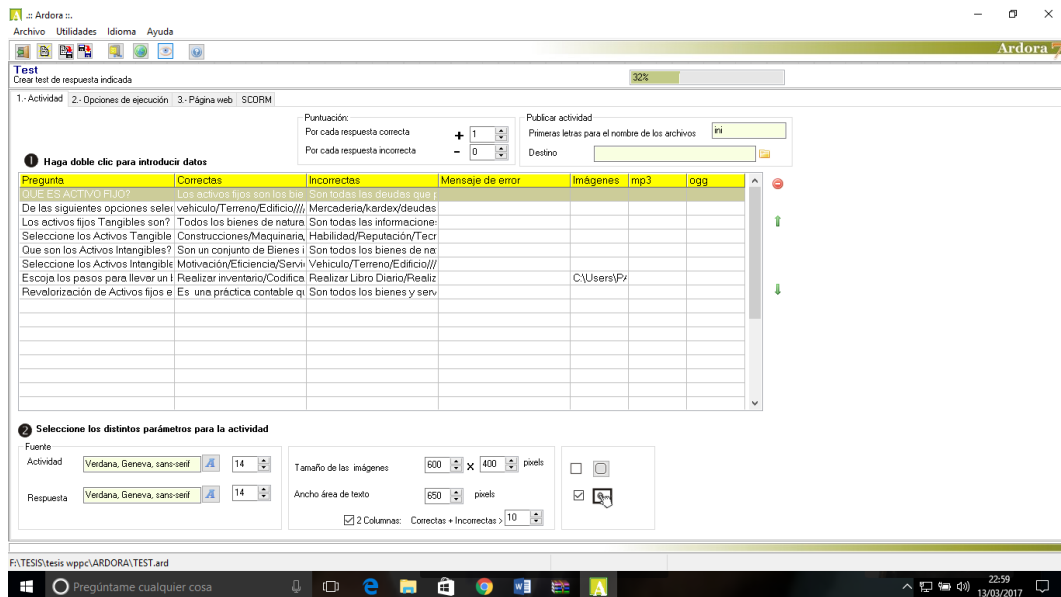 .:: Ardora ::.
Archivo Utilidades Idioma Ayuda
Ardora 7
Test
Crear test de respuesta indicada
32%
1.- Actividad 2.- Opciones de ejecución 3.- Página web SCORM
Puntuación:
Por cada respuesta correcta + 1
Por cada respuesta incorrecta - 0
Publicar actividad
Primeras letras para el nombre de los archivos ini
Destino
1 Haga doble clic para introducir datos
Pregunta Correctas Incorrectas Mensaje de error Imágenes mp3 ogg
QUE ES ACTIVO FIJO? Los activos fijos son los bie Son todas las deudas que
De las siguientes opciones sele vehiculo/Terreno/Edificio/// Mercaderia/kardex/deudas
Los activos fijos Tangibles son? Todos los bienes de natura Son todas las informacione
Seleccione los Activos Tangible Construcciones/Maquinaria, Habilidad/Reputación/Tecr
Que son los Activos Intangibles? Son un conjunto de Bienes i Son todos los bienes de na
Seleccione los Activos Intangible Motivación/Eficiencia/Servi Vehiculo/Terreno/Edificio///
Escoja los pasos para llevar un Realizar inventario/Codifica Realizar Libro Diario/Realiz C:\Users\PA
Revalorización de Activos fijos e Es una práctica contable qu Son todos los bienes y serv
2 Seleccione los distintos parámetros para la actividad
Fuente
Actividad Verdana, Geneva, sans-serif A 14
Respuesta Verdana, Geneva, sans-serif A 14
Tamaño de las imágenes 600 x 400 pixels
Ancho área de texto 650 pixels
2 Columnas: Correctas + Incorrectas > 10
F:\TESIS\tesis wppc\ARDORA\TEST.ard
Pregúntame cualquier cosa
22:59
13/03/2017